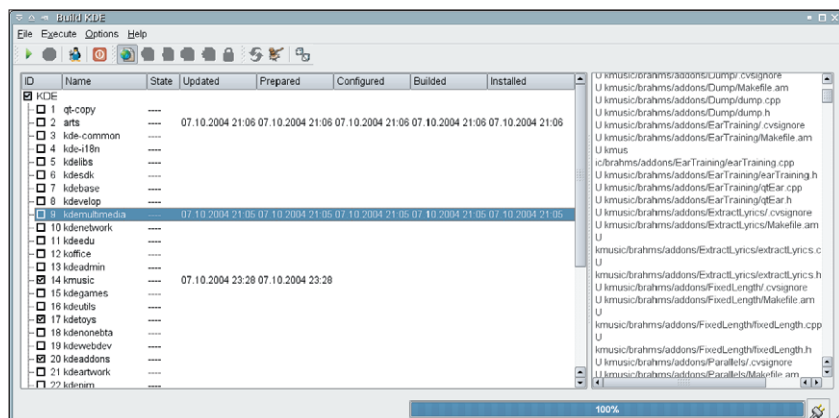 Build KDE
File Execute Options Help
ID Name State Updated Prepared Configured Builded Installed
KDE
1 qt-copy ----
2 arts ---- 07.10.2004 21:06 07.10.2004 21:06 07.10.2004 21:06 07.10.2004 21:06 07.10.2004 21:06
3 kde-common ----
4 kde-i18n ----
5 kdelibs ----
6 kdesdk ----
7 kdebase ----
8 kdevelop ----
9 kdemultimedia ---- 07.10.2004 21:05 07.10.2004 21:05 07.10.2004 21:05 07.10.2004 21:05 07.10.2004 21:05
10 kdenetwork ----
11 kdeedu ----
12 koffice ----
13 kdeadmin ----
14 kmusic ---- 07.10.2004 23:28 07.10.2004 23:28
15 kdegames ----
16 kdeutils ----
17 kdetoys ----
18 kdenonbeta ----
19 kdewebdev ----
20 kdeaddons ----
21 kdeartwork ----
22 kdepim ----
U kmusic/brahms/addons/Dump/.cvsignore
U kmusic/brahms/addons/Dump/Makefile.am
U kmusic/brahms/addons/Dump/dump.cpp
U kmusic/brahms/addons/Dump/dump.h
U kmusic/brahms/addons/EarTraining/.cvsignore
U kmusic/brahms/addons/EarTraining/Makefile.am
U kmus
ic/brahms/addons/EarTraining/earTraining.cpp
U kmusic/brahms/addons/EarTraining/earTraining.h
U kmusic/brahms/addons/EarTraining/qtEar.cpp
U kmusic/brahms/addons/EarTraining/qtEar.h
U kmusic/brahms/addons/ExtractLyrics/.cvsignore
U kmusic/brahms/addons/ExtractLyrics/Makefile.am
U
kmusic/brahms/addons/ExtractLyrics/extractLyrics.c
U
kmusic/brahms/addons/ExtractLyrics/extractLyrics.h
U kmusic/brahms/addons/FixedLength/.cvsignore
U kmusic/brahms/addons/FixedLength/Makefile.am
U
kmusic/brahms/addons/FixedLength/fixedLength.cpp
U
kmusic/brahms/addons/FixedLength/fixedLength.h
U kmusic/brahms/addons/Parallels/.cvsignore
U kmusic/brahms/addons/Parallels/Makefile.am
100%